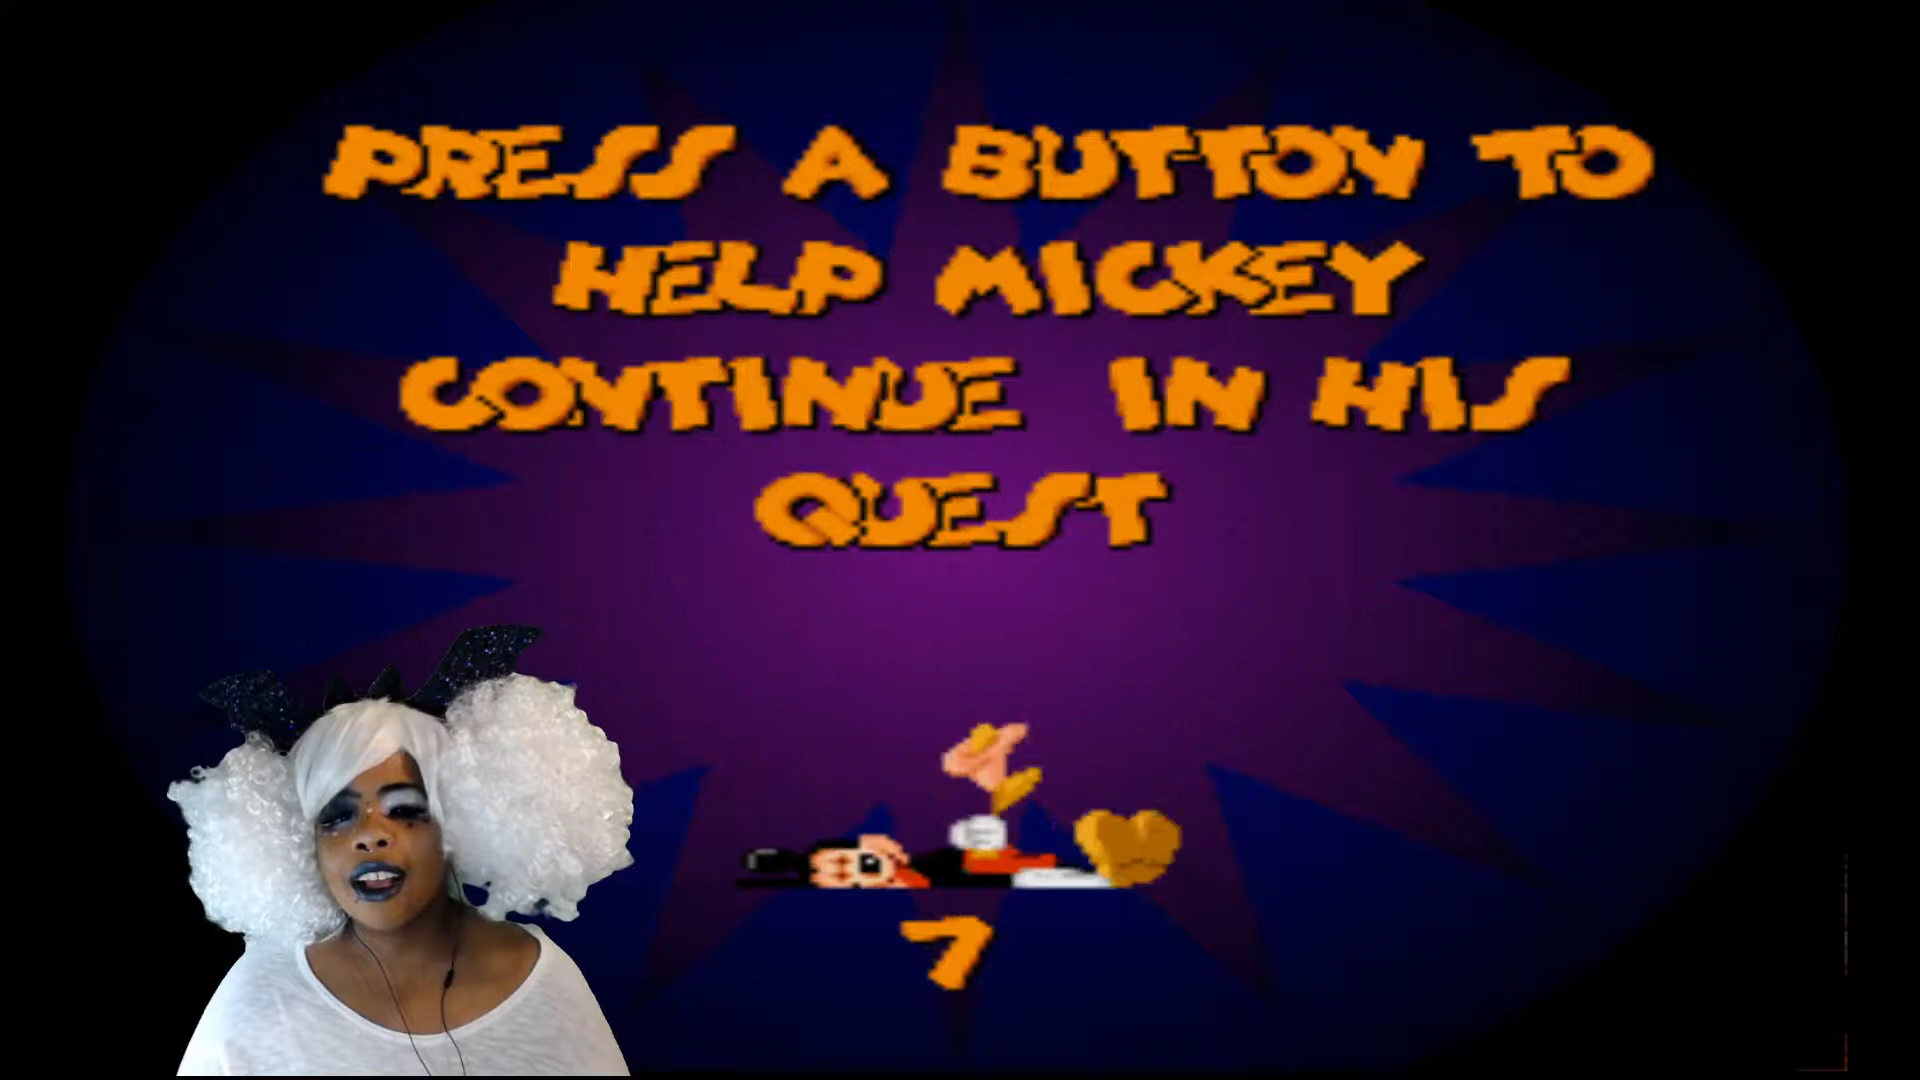 PRESS A BUTTON TO
HELP MICKEY
CONTINUE IN HIS
QUEST
7